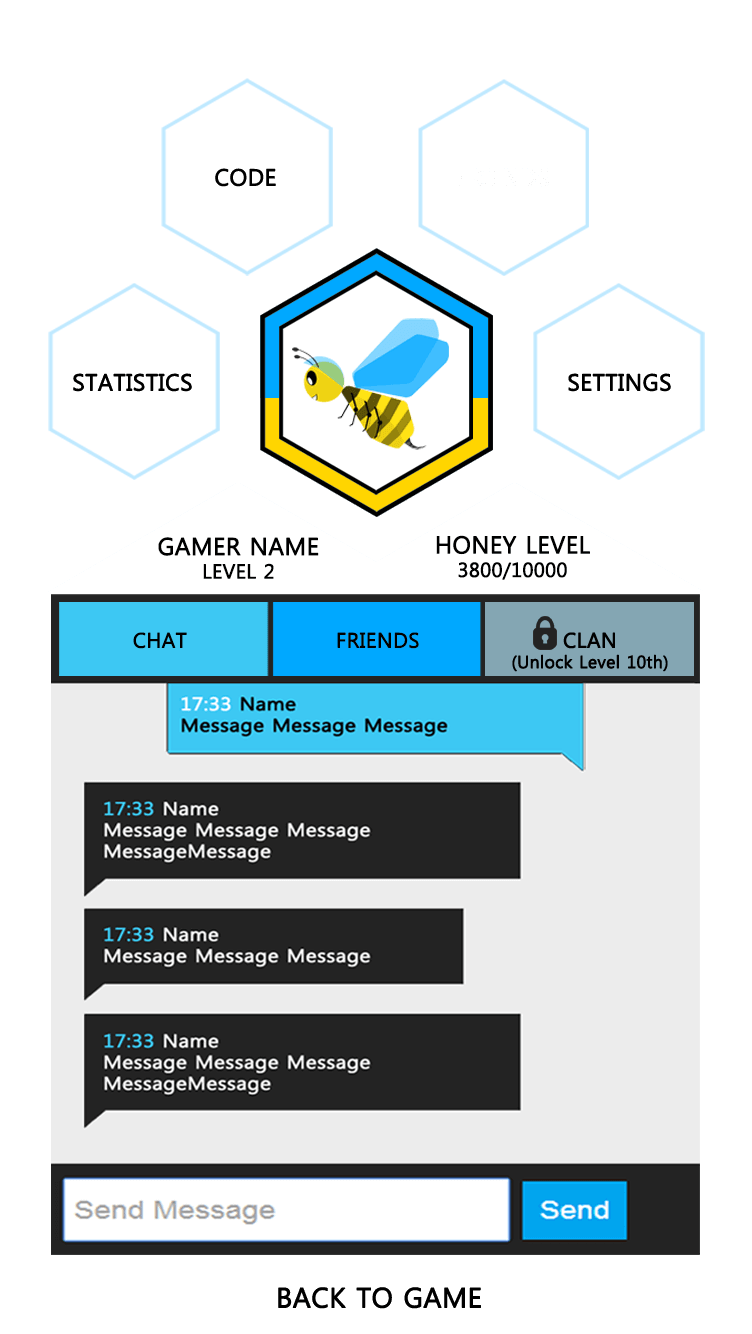 CODE
STATISTICS
SETTINGS
GAMER NAME
LEVEL 2
HONEY LEVEL
3800/10000
CHAT
FRIENDS
CLAN
(Unlock Level 10th)
17:33 Name
Message Message Message
17:33 Name
Message Message Message
MessageMessage
17:33 Name
Message Message Message
17:33 Name
Message Message Message
MessageMessage
Send Message
Send
BACK TO GAME